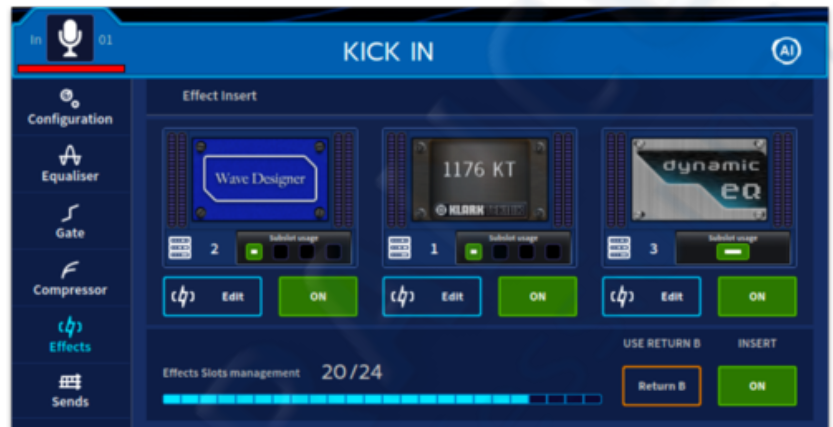 In 01
KICK IN
AI
Configuration
Equaliser
Gate
Compressor
Effects
Sends
Effect Insert
Wave Designer
2
Subslot usage
Edit
ON
1176 KT
KLARK
1
Subslot usage
Edit
ON
dynamic
eq
3
Subslot usage
Edit
ON
Effects Slots management 20/24
USE RETURN B
Return B
INSERT
ON